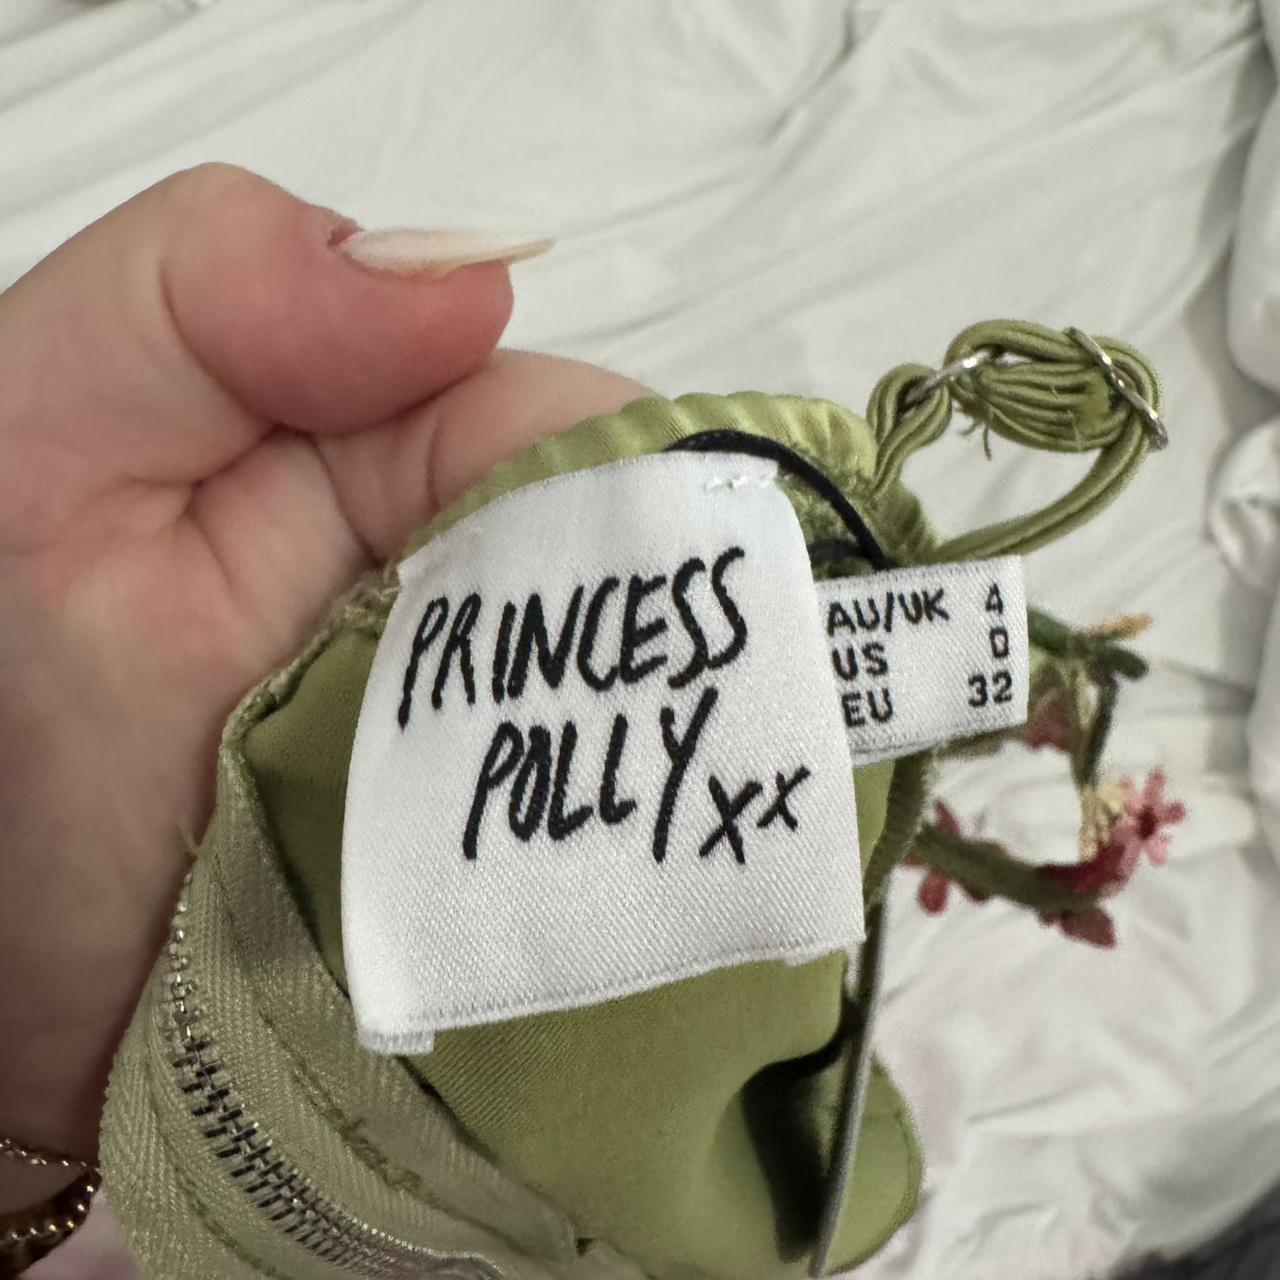 PRINCESS
POLLY xx
AU/UK 4
US 0
EU 32